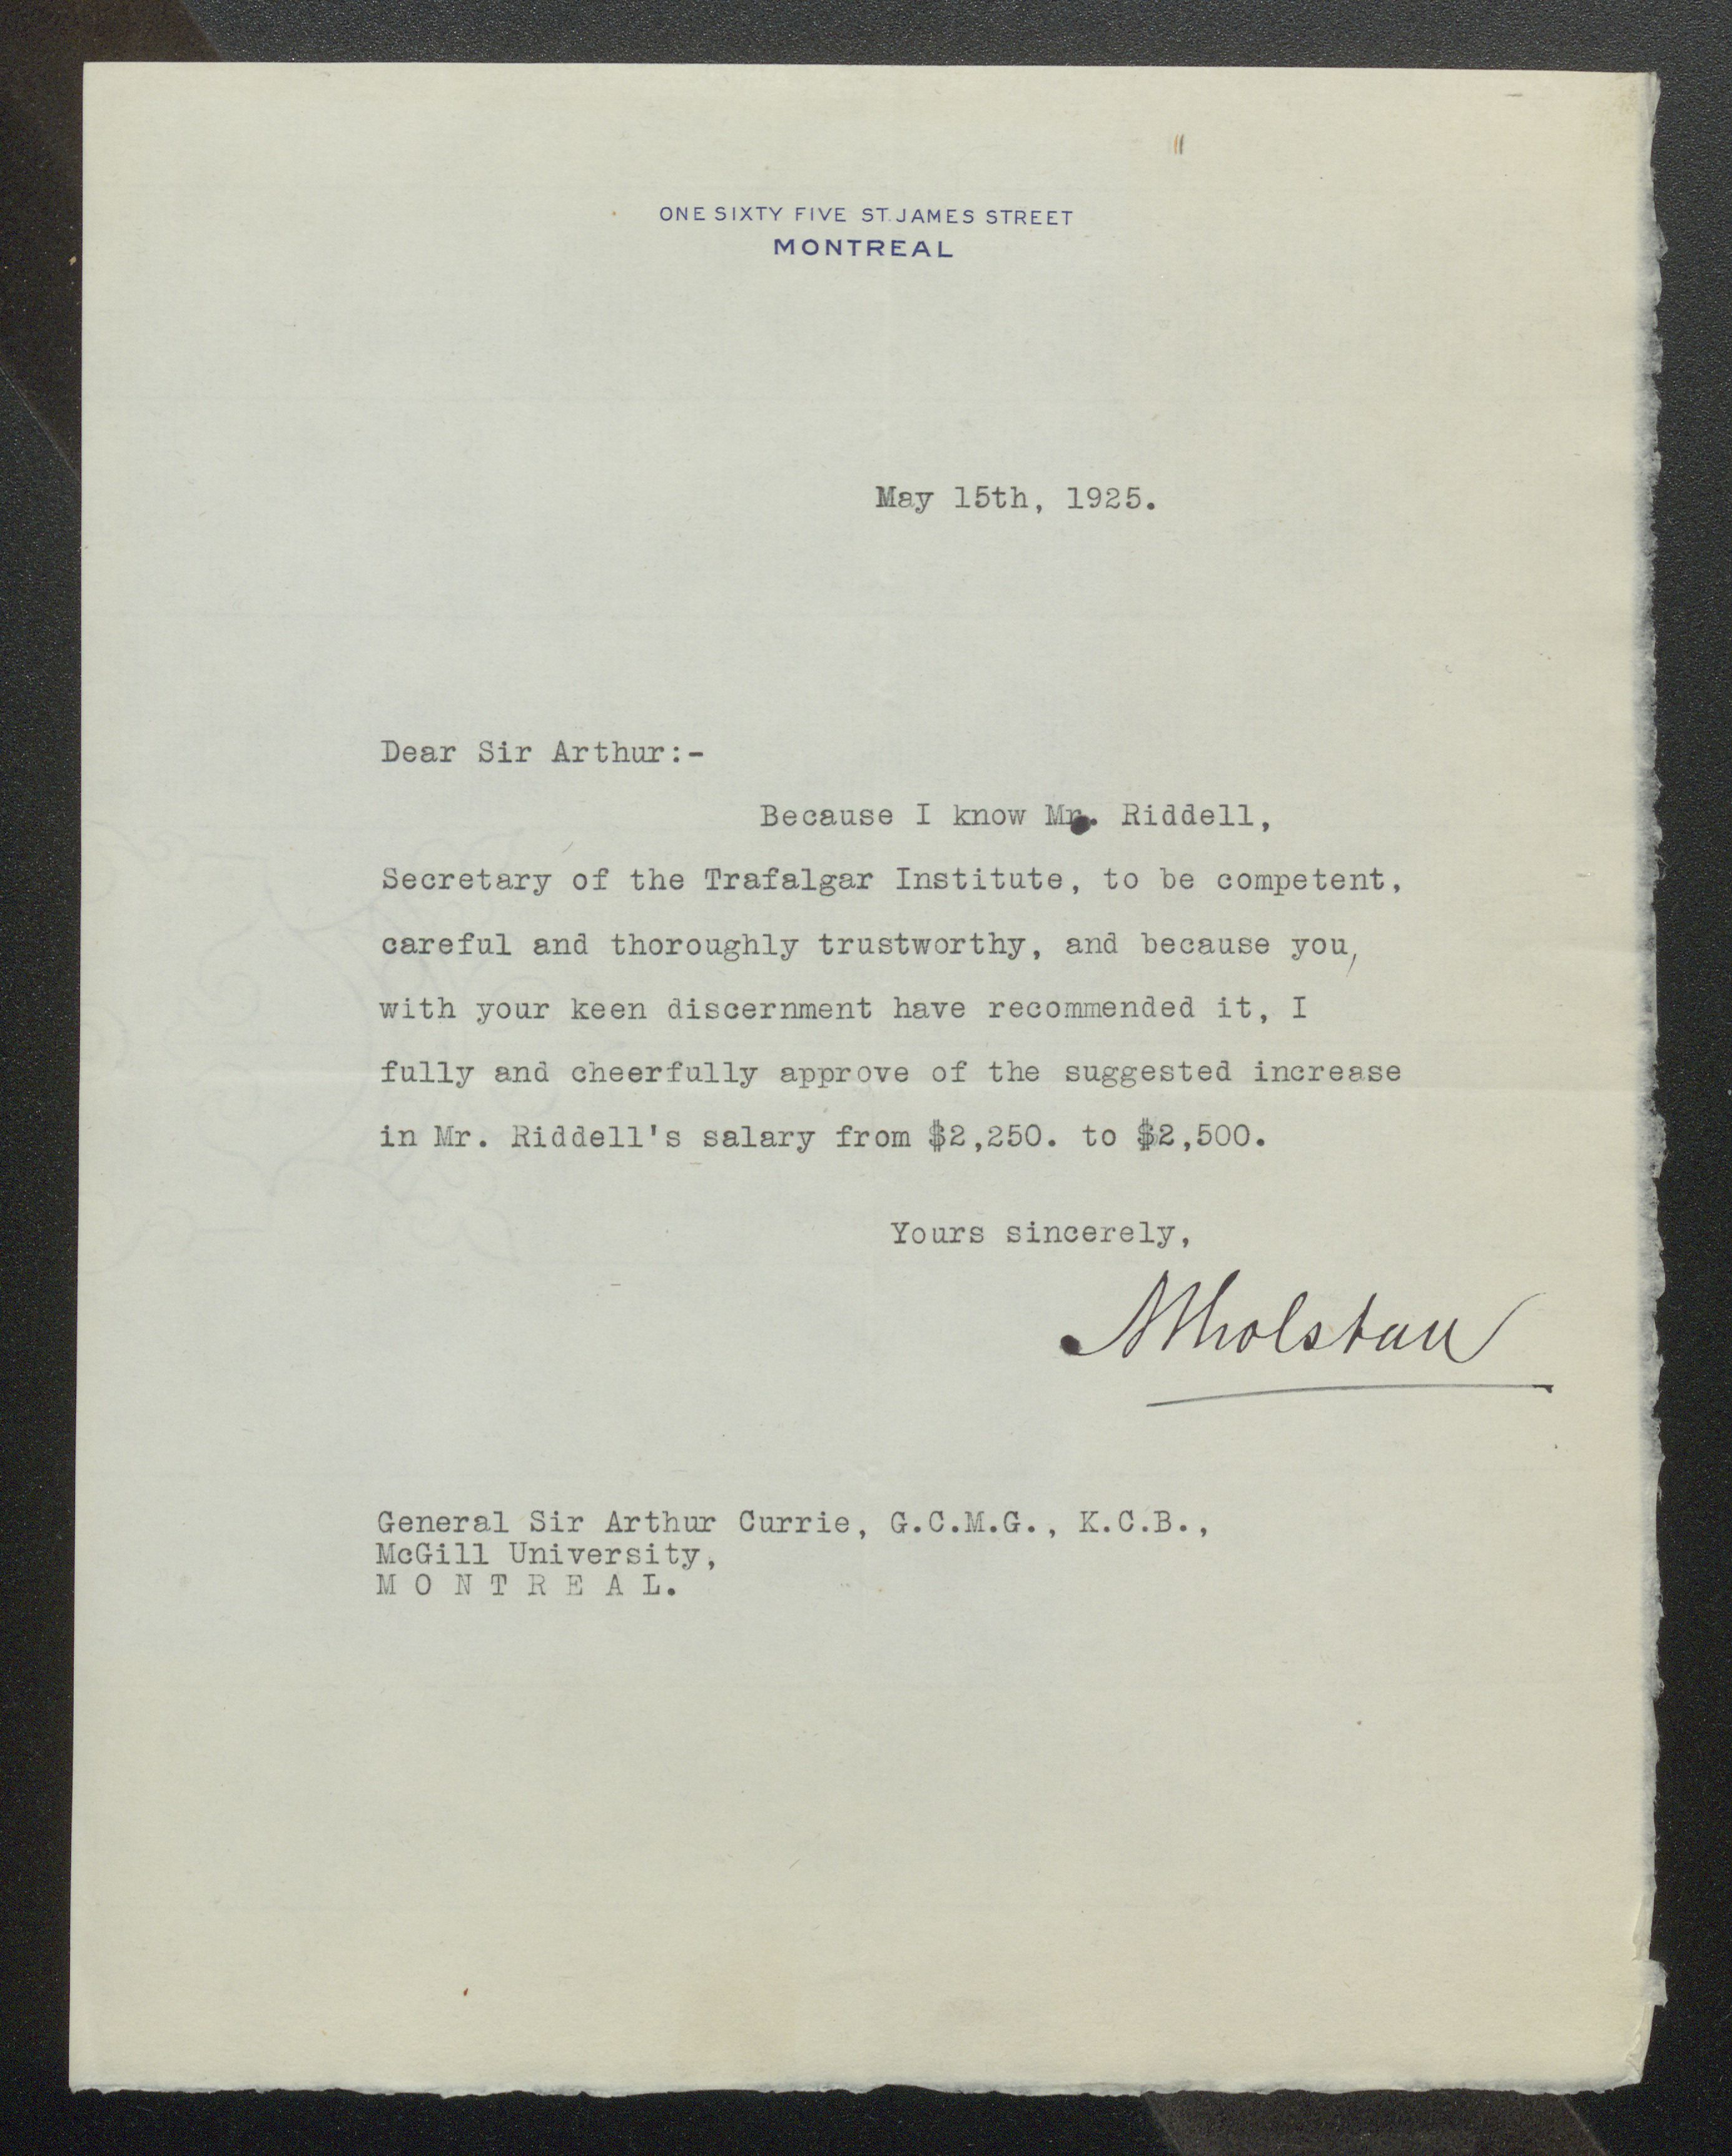 ONE SIXTY FIVE ST. JAMES STREET
MONTREAL
May 15th, 1925.
Dear Sir Arthur:-
Because I know Mr. Riddell,
Secretary of the Trafalgar Institute, to be competent,
careful and thoroughly trustworthy, and because you,
with your keen discernment have recommended it, I
fully and cheerfully approve of the suggested increase
in Mr. Riddell's salary from $2,250. to $2,500.
Yours sincerely,
Atholstan
General Sir Arthur Currie, G.C.M.G., K.C.B.,
McGill University,
M O N T R E A L.